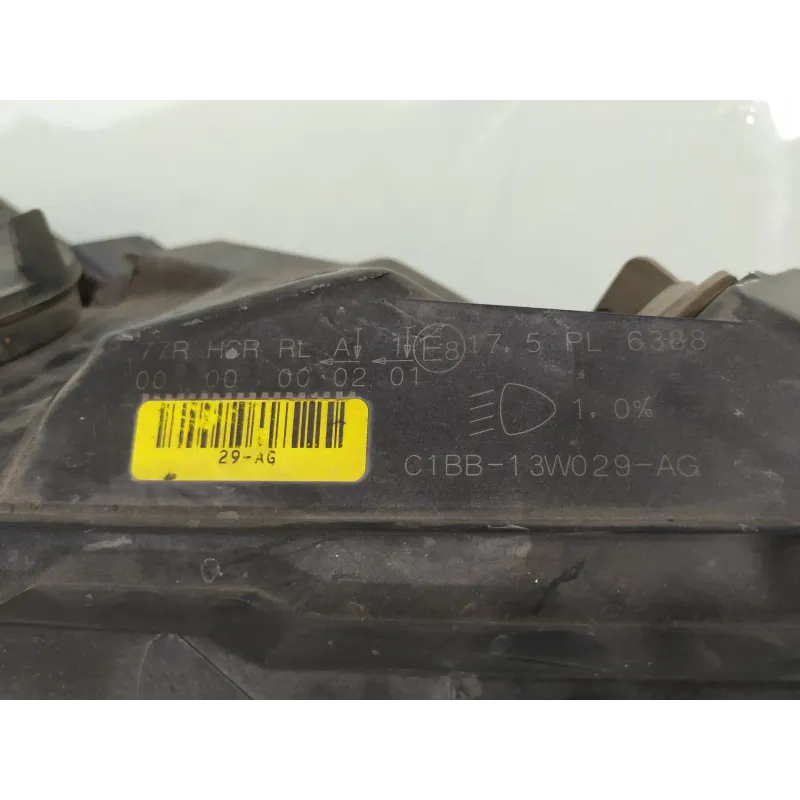 77R HCR RL A 1 E8 17.5 PL 6388
00 00 00 02 01
1.0%
29-AG
C1BB-13W029-AG